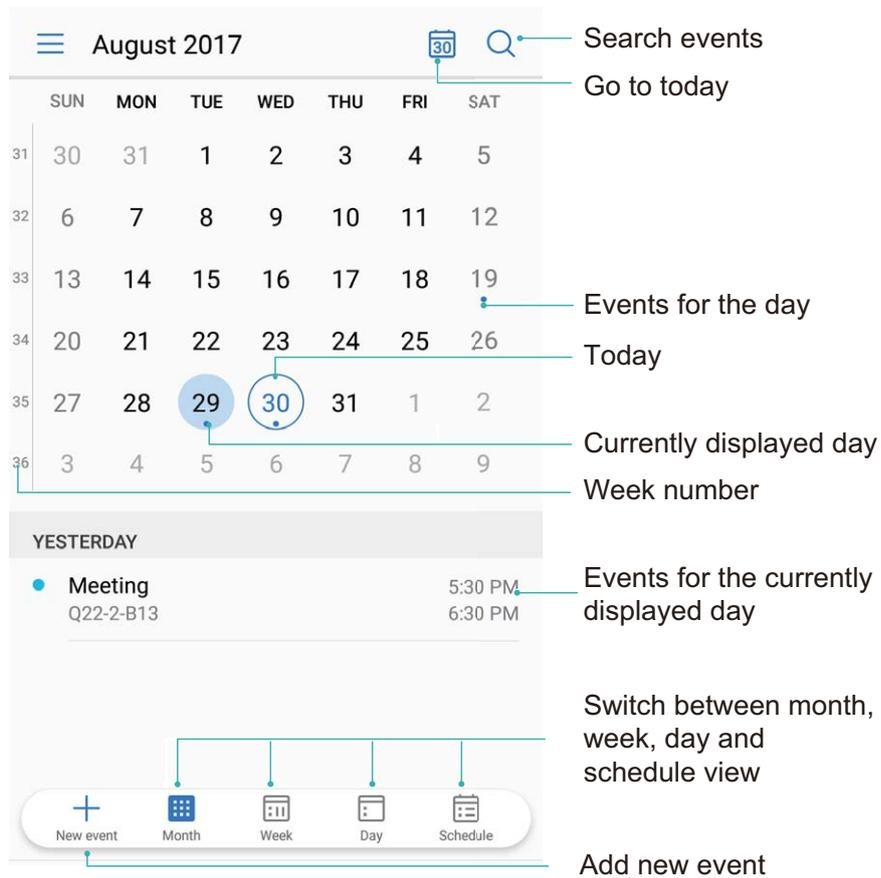 August 2017
30
Search events
Go to today
SUN MON TUE WED THU FRI SAT
31 30 31 1 2 3 4 5
32 6 7 8 9 10 11 12
33 13 14 15 16 17 18 19
Events for the day
34 20 21 22 23 24 25 26
Today
35 27 28 29 30 31 1 2
Currently displayed day
36 3 4 5 6 7 8 9
Week number
YESTERDAY
Meeting 5:30 PM
Q22-2-B13 6:30 PM
Events for the currently
displayed day
Switch between month,
week, day and
schedule view
New event Month Week Day Schedule
Add new event